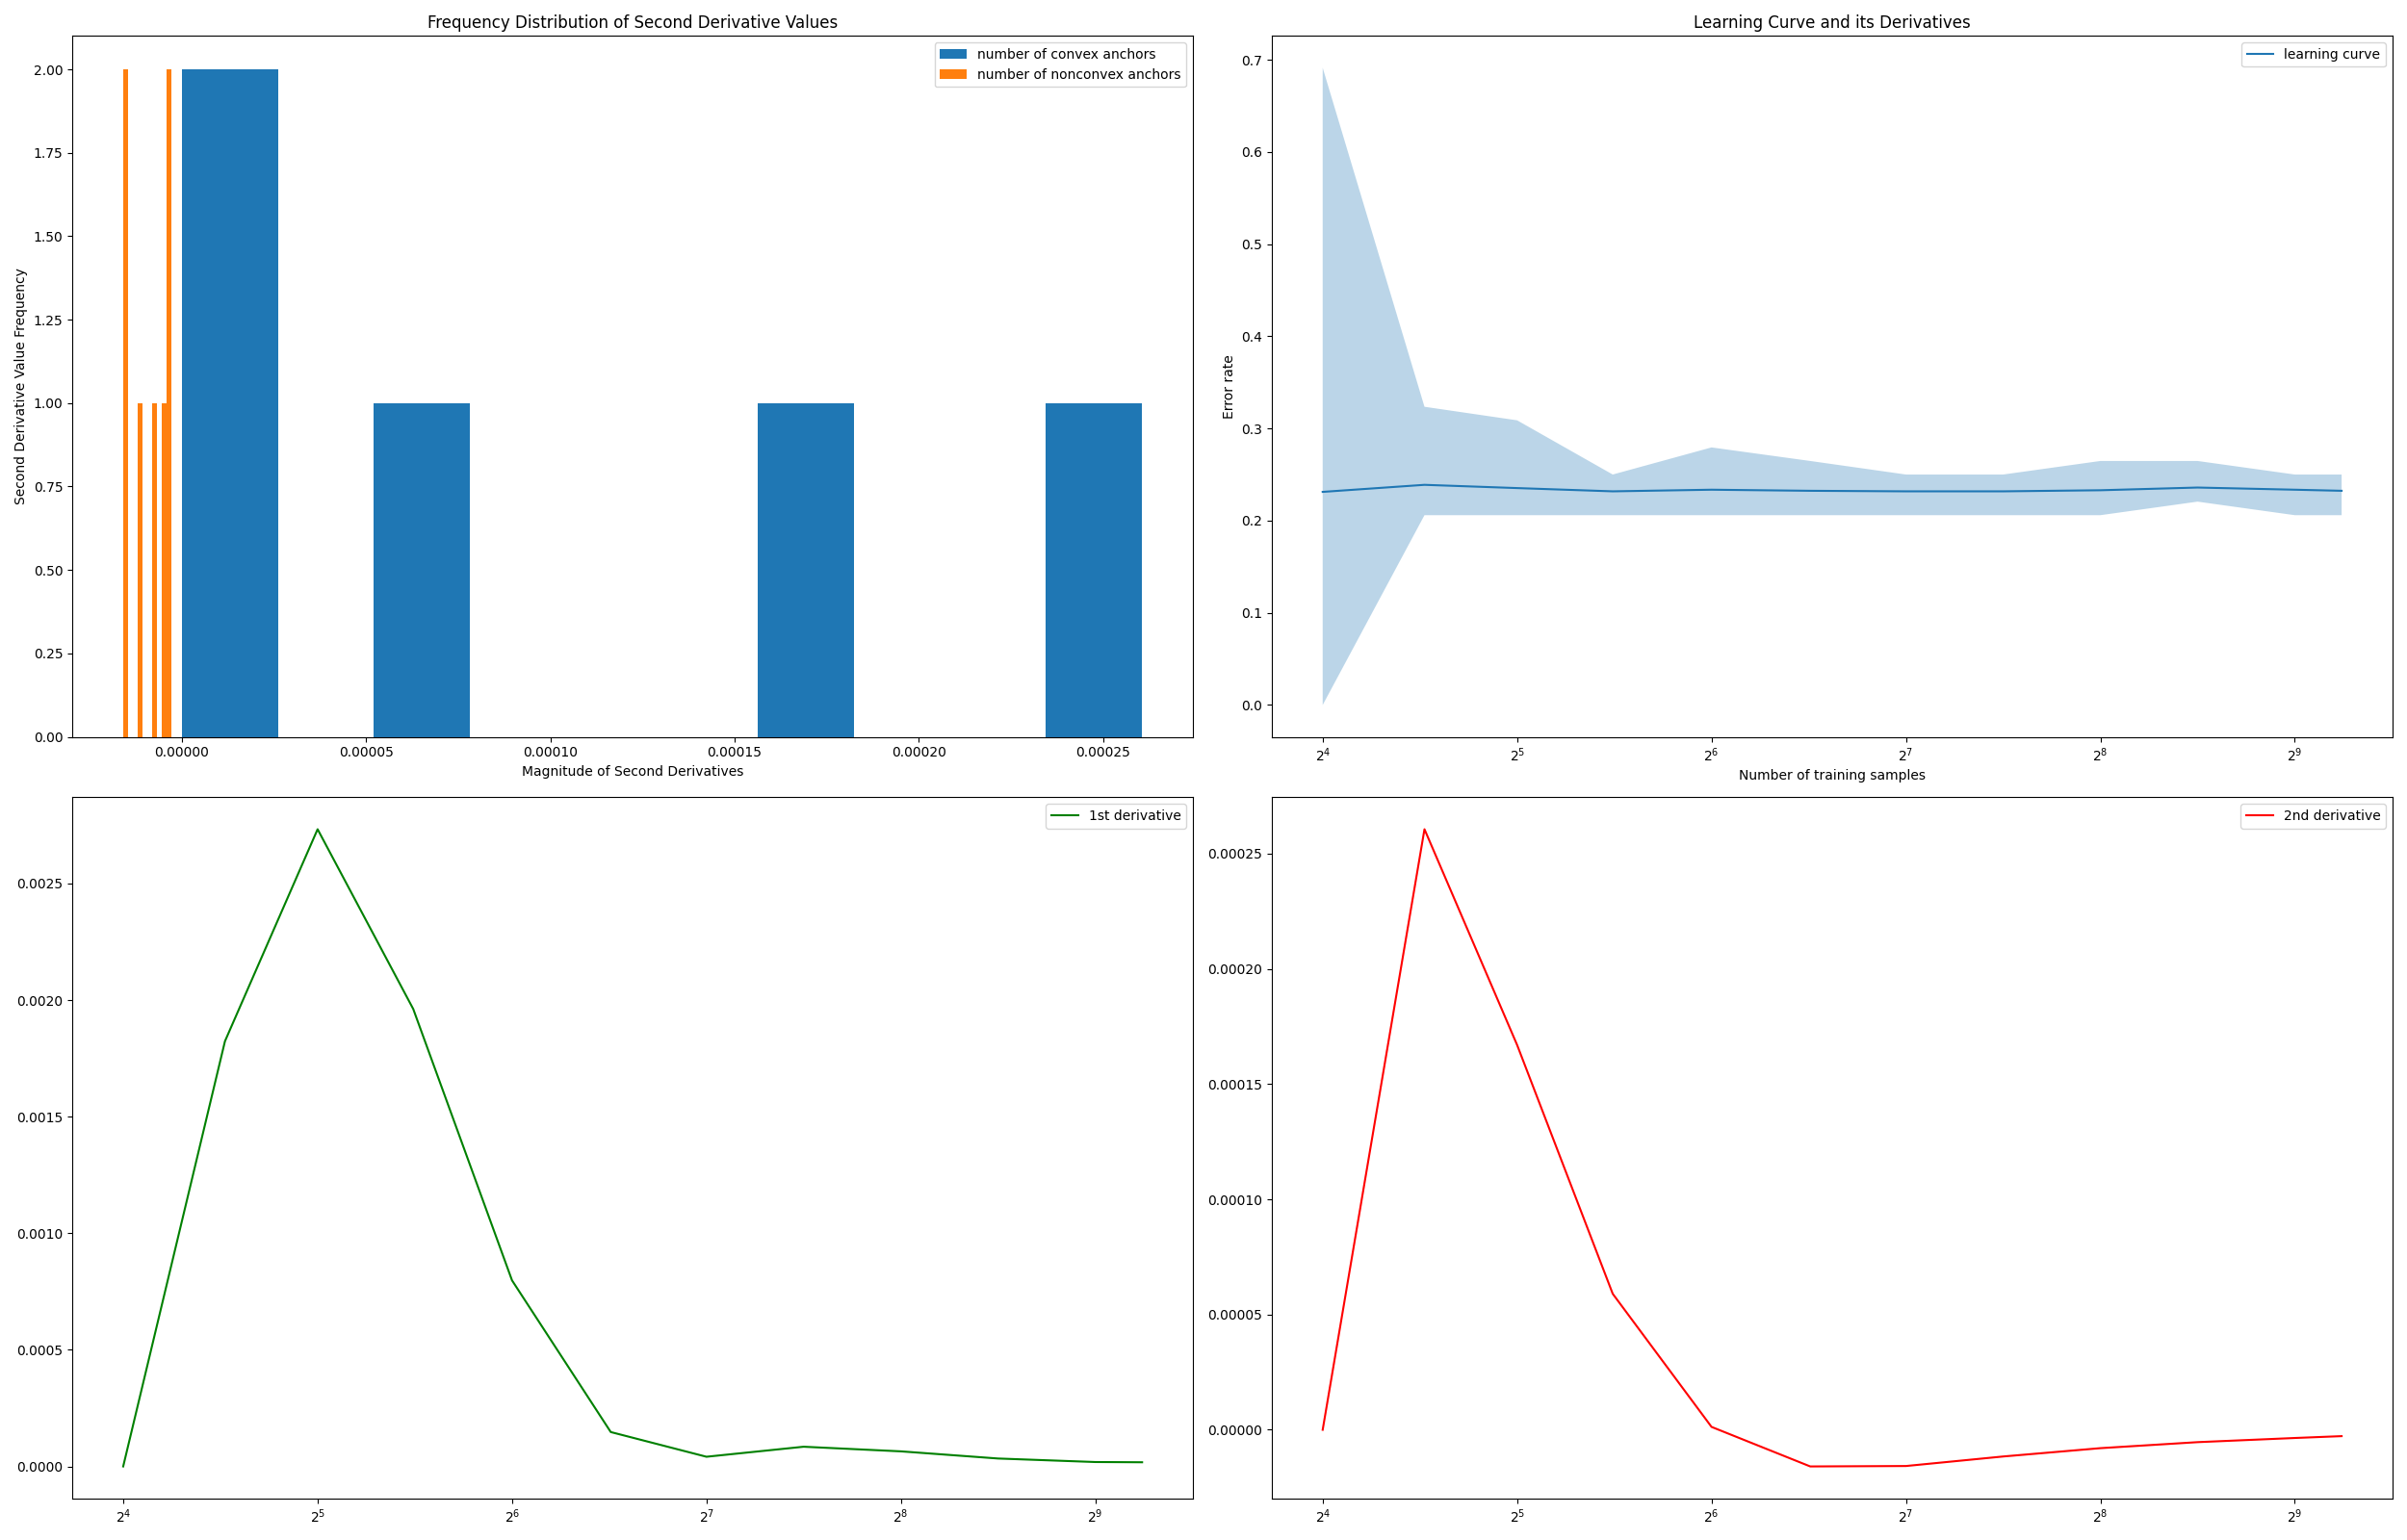 Frequency Distribution of Second Derivative Values
number of convex anchors
number of nonconvex anchors
2.00
1.75
1.50
1.25
1.00
0.75
0.50
0.25
0.00
Second Derivative Value Frequency
0.00000 0.00005 0.00010 0.00015 0.00020 0.00025
Magnitude of Second Derivatives
Learning Curve and its Derivatives
learning curve
0.7
0.6
0.5
0.4
0.3
0.2
0.1
0.0
Error rate
2⁴ 2⁵ 2⁶ 2⁷ 2⁸ 2⁹
Number of training samples
1st derivative
0.0025
0.0020
0.0015
0.0010
0.0005
0.0000
2⁴ 2⁵ 2⁶ 2⁷ 2⁸ 2⁹
2nd derivative
0.00025
0.00020
0.00015
0.00010
0.00005
0.00000
2⁴ 2⁵ 2⁶ 2⁷ 2⁸ 2⁹